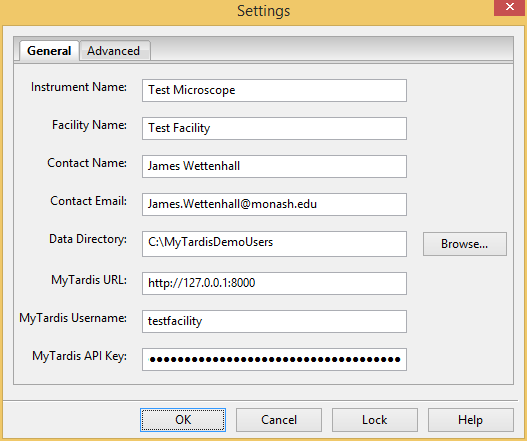 Settings
General Advanced
Instrument Name: Test Microscope
Facility Name: Test Facility
Contact Name: James Wettenhall
Contact Email: James.Wettenhall@monash.edu
Data Directory: C:\MyTardisDemoUsers Browse...
MyTardis URL: http://127.0.0.1:8000
MyTardis Username: testfacility
MyTardis API Key: ●●●●●●●●●●●●●●●●●●●●●●●●●●●●●●●●●●●●
OK Cancel Lock Help